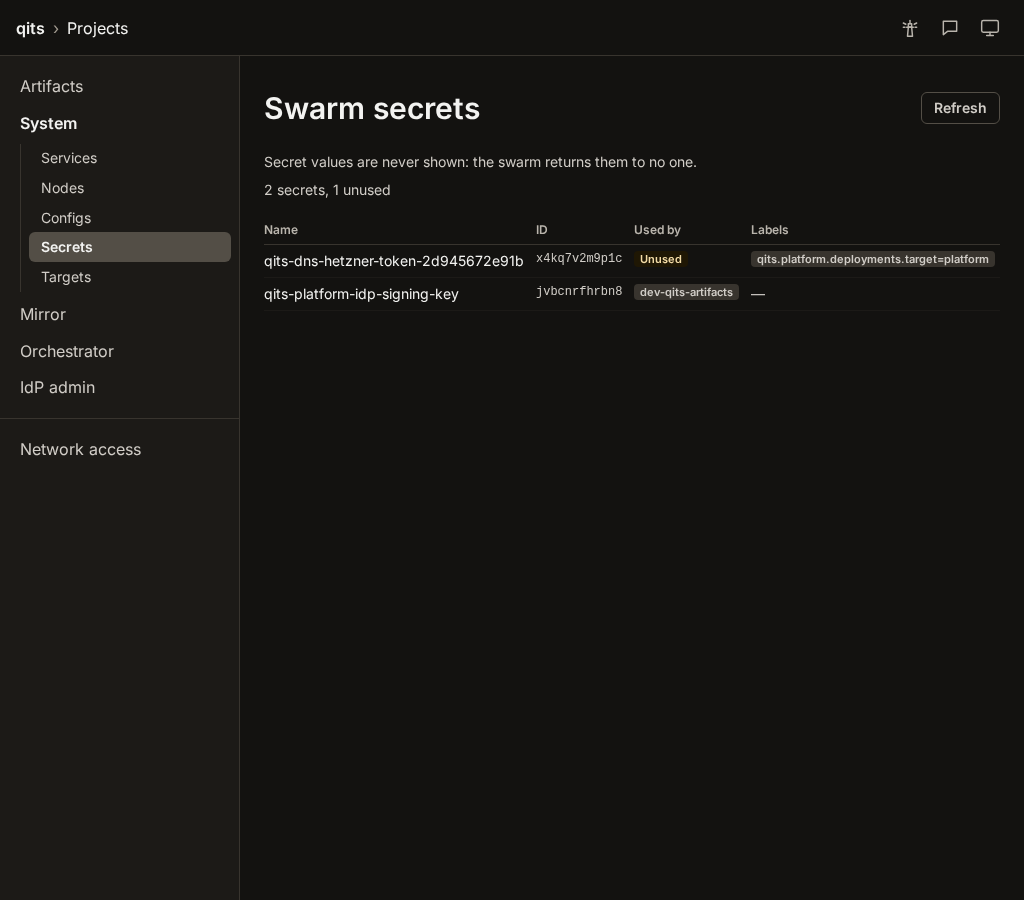 qits › Projects
Artifacts
System
Services
Nodes
Configs
Secrets
Targets
Mirror
Orchestrator
IdP admin
Network access
Swarm secrets
Refresh
Secret values are never shown: the swarm returns them to no one.
2 secrets, 1 unused
Name ID Used by Labels
qits-dns-hetzner-token-2d945672e91b x4kq7v2m9p1c Unused qits.platform.deployments.target=platform
qits-platform-idp-signing-key jvbcnrfhrbn8 dev-qits-artifacts —